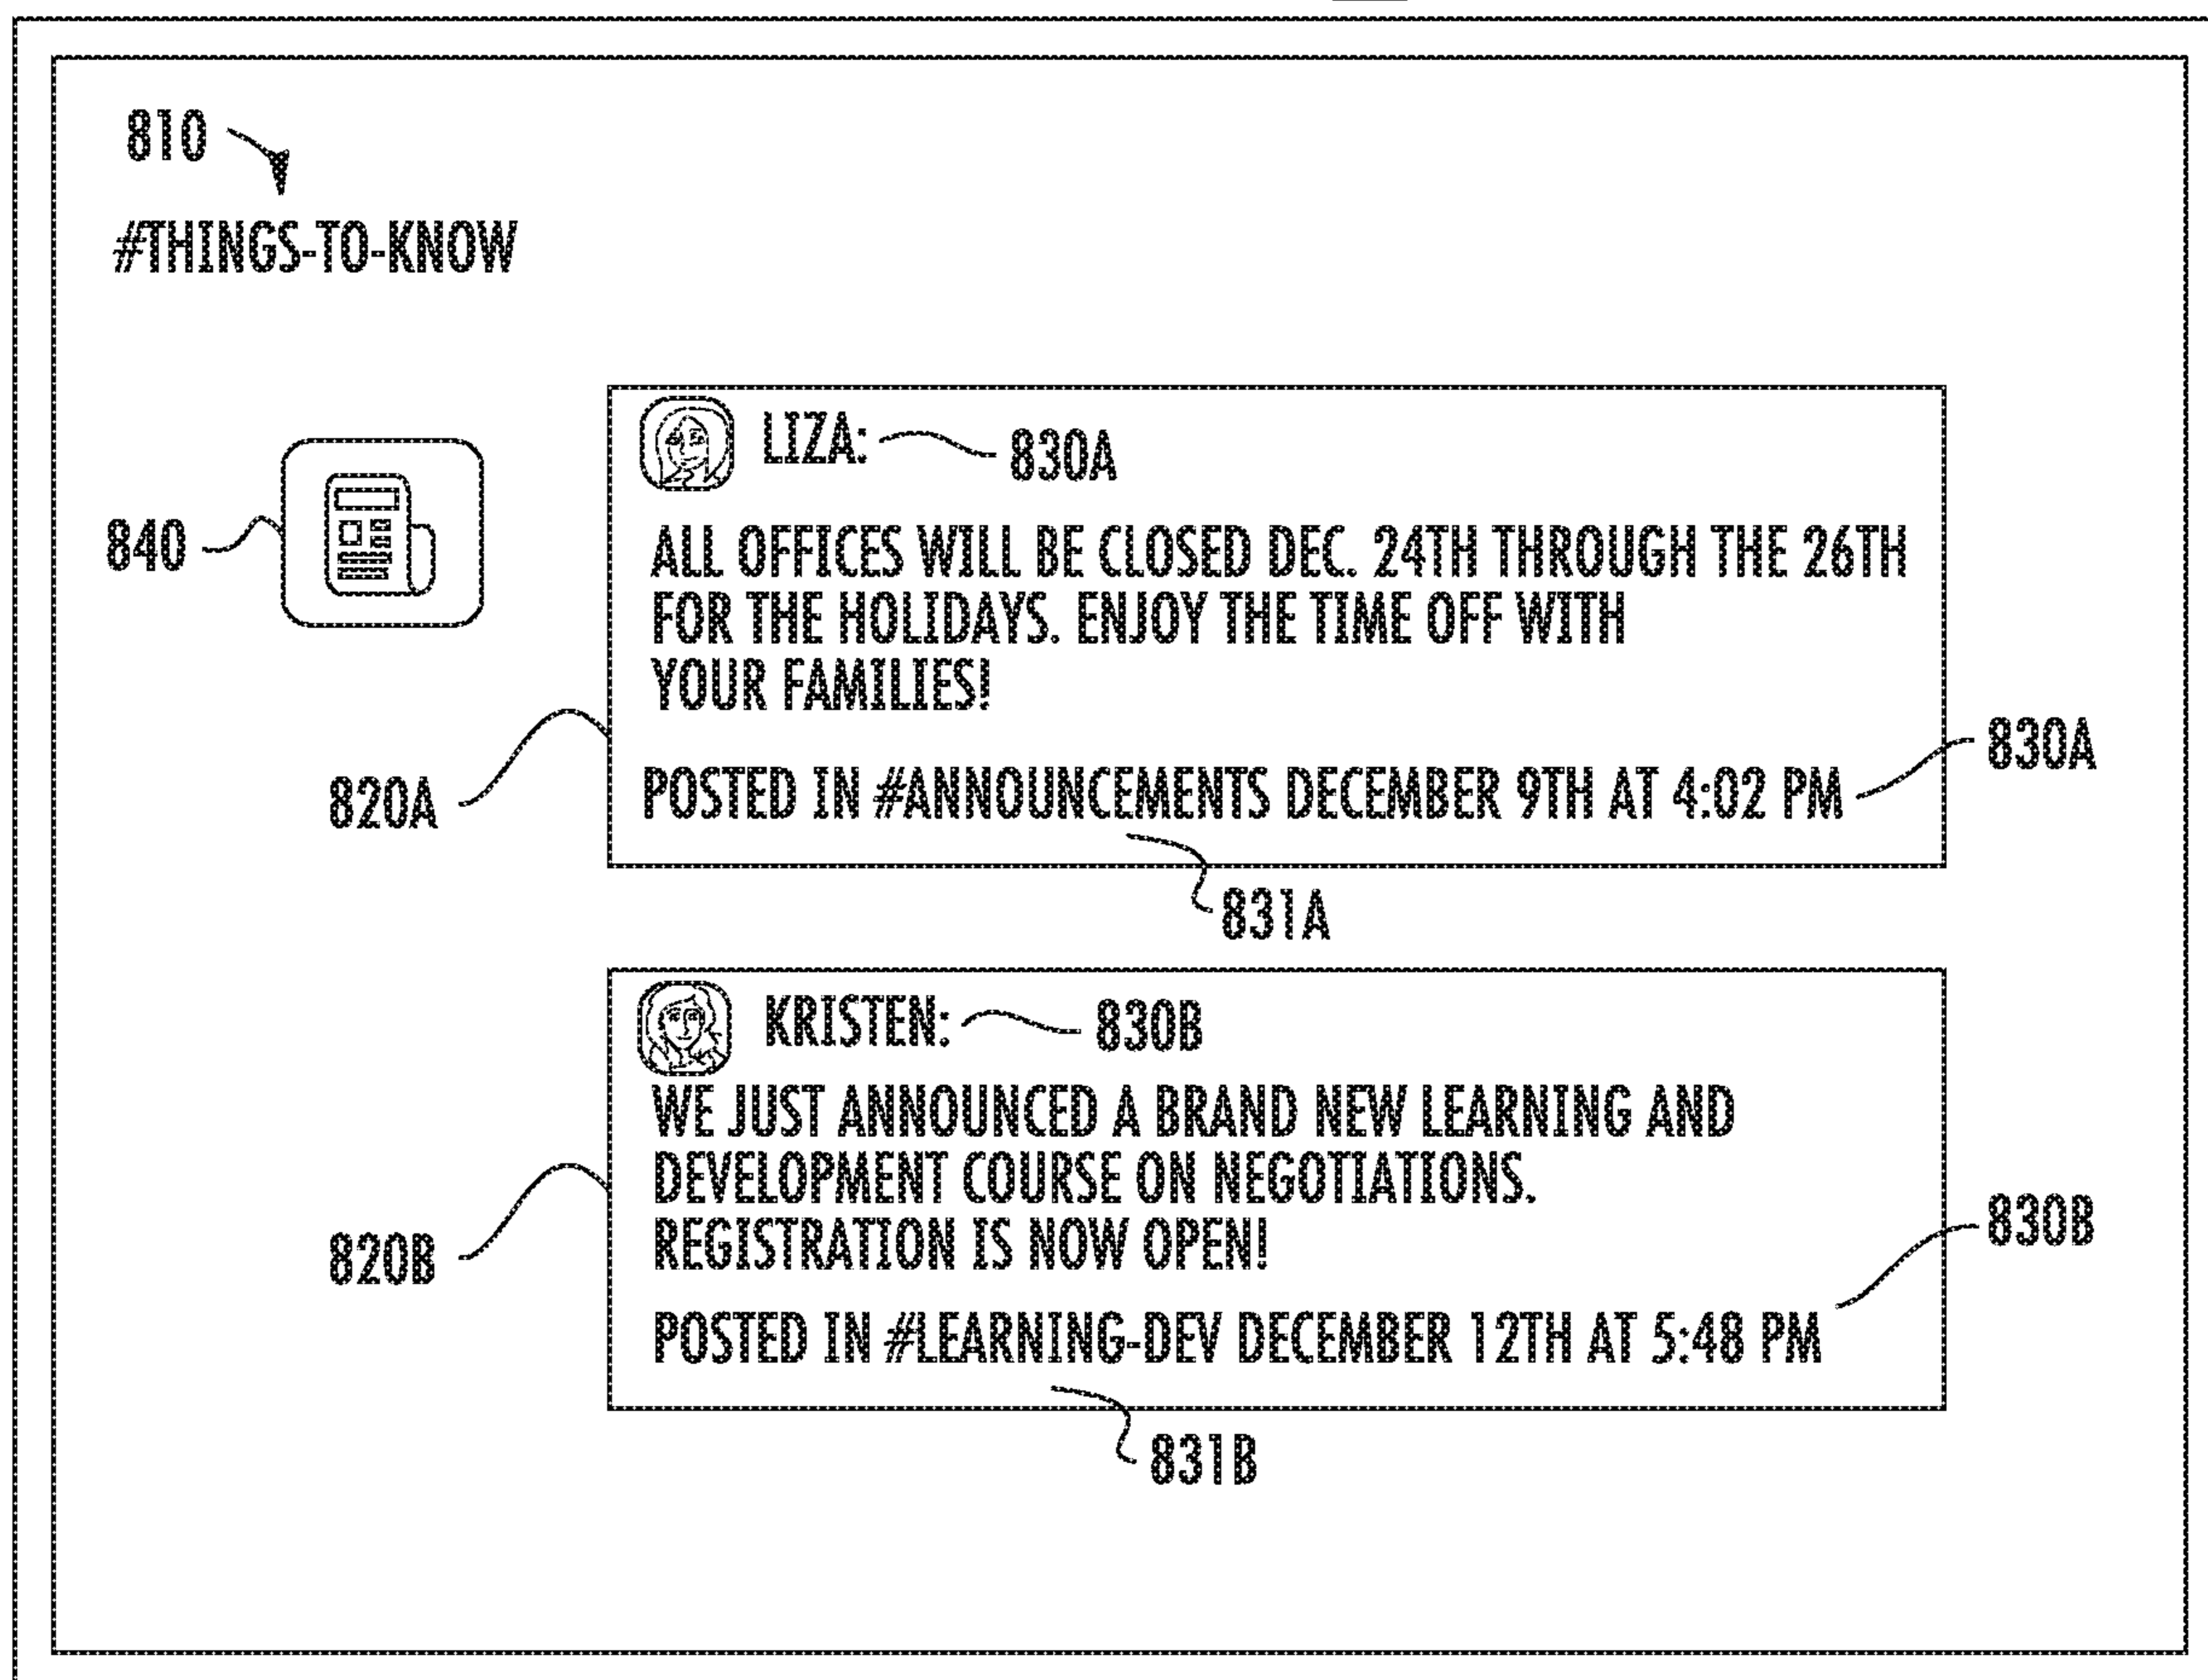 810
#THINGS-TO-KNOW
840
LIZA: 830A
ALL OFFICES WILL BE CLOSED DEC. 24TH THROUGH THE 26TH
FOR THE HOLIDAYS. ENJOY THE TIME OFF WITH
YOUR FAMILIES!
830A
820A
POSTED IN #ANNOUNCEMENTS DECEMBER 9TH AT 4:02 PM
831A
KRISTEN: 830B
WE JUST ANNOUNCED A BRAND NEW LEARNING AND
DEVELOPMENT COURSE ON NEGOTIATIONS.
REGISTRATION IS NOW OPEN!
830B
820B
POSTED IN #LEARNING-DEV DECEMBER 12TH AT 5:48 PM
831B